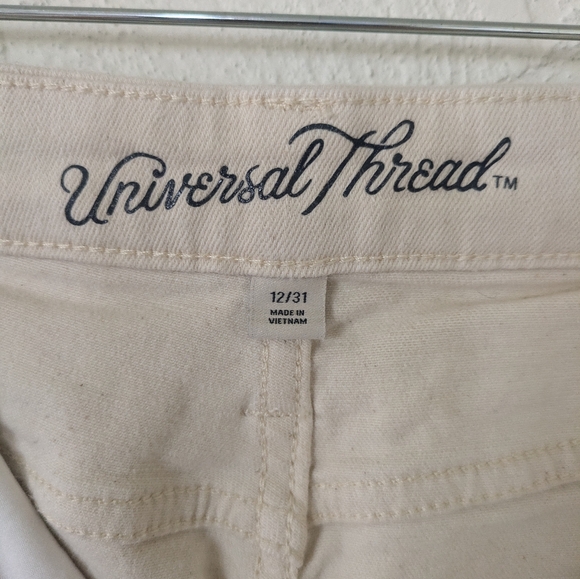 Universal Thread™
12/31
MADE IN
VIETNAM